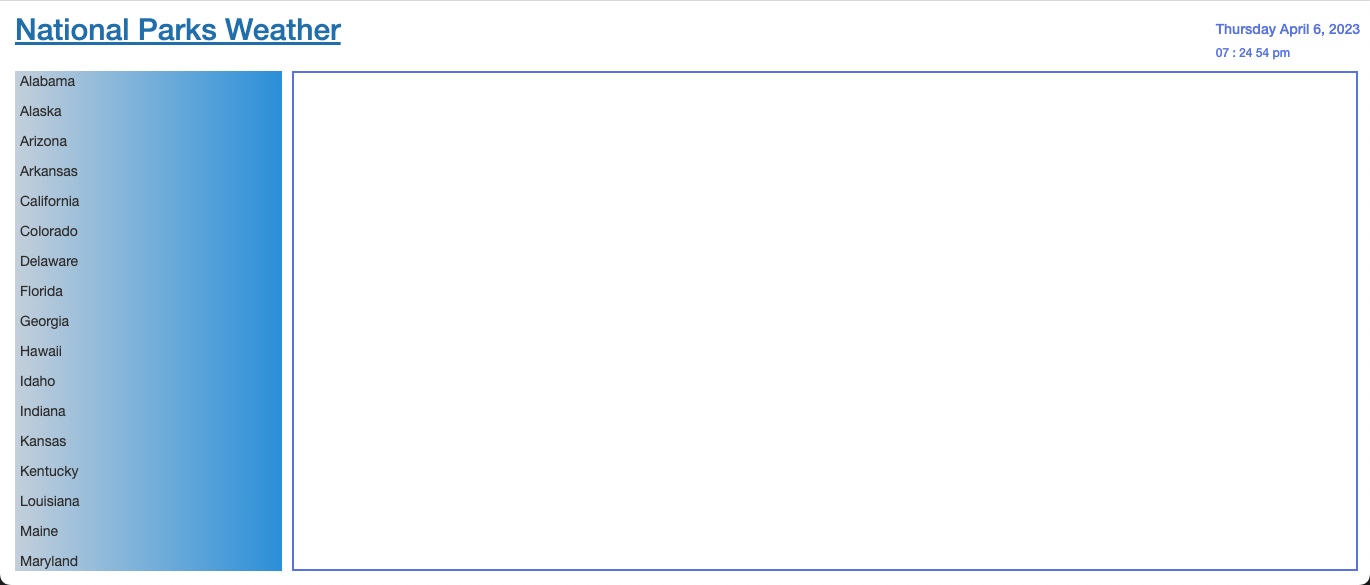 National Parks Weather
Thursday April 6, 2023
07 : 24 54 pm
Alabama
Alaska
Arizona
Arkansas
California
Colorado
Delaware
Florida
Georgia
Hawaii
Idaho
Indiana
Kansas
Kentucky
Louisiana
Maine
Maryland